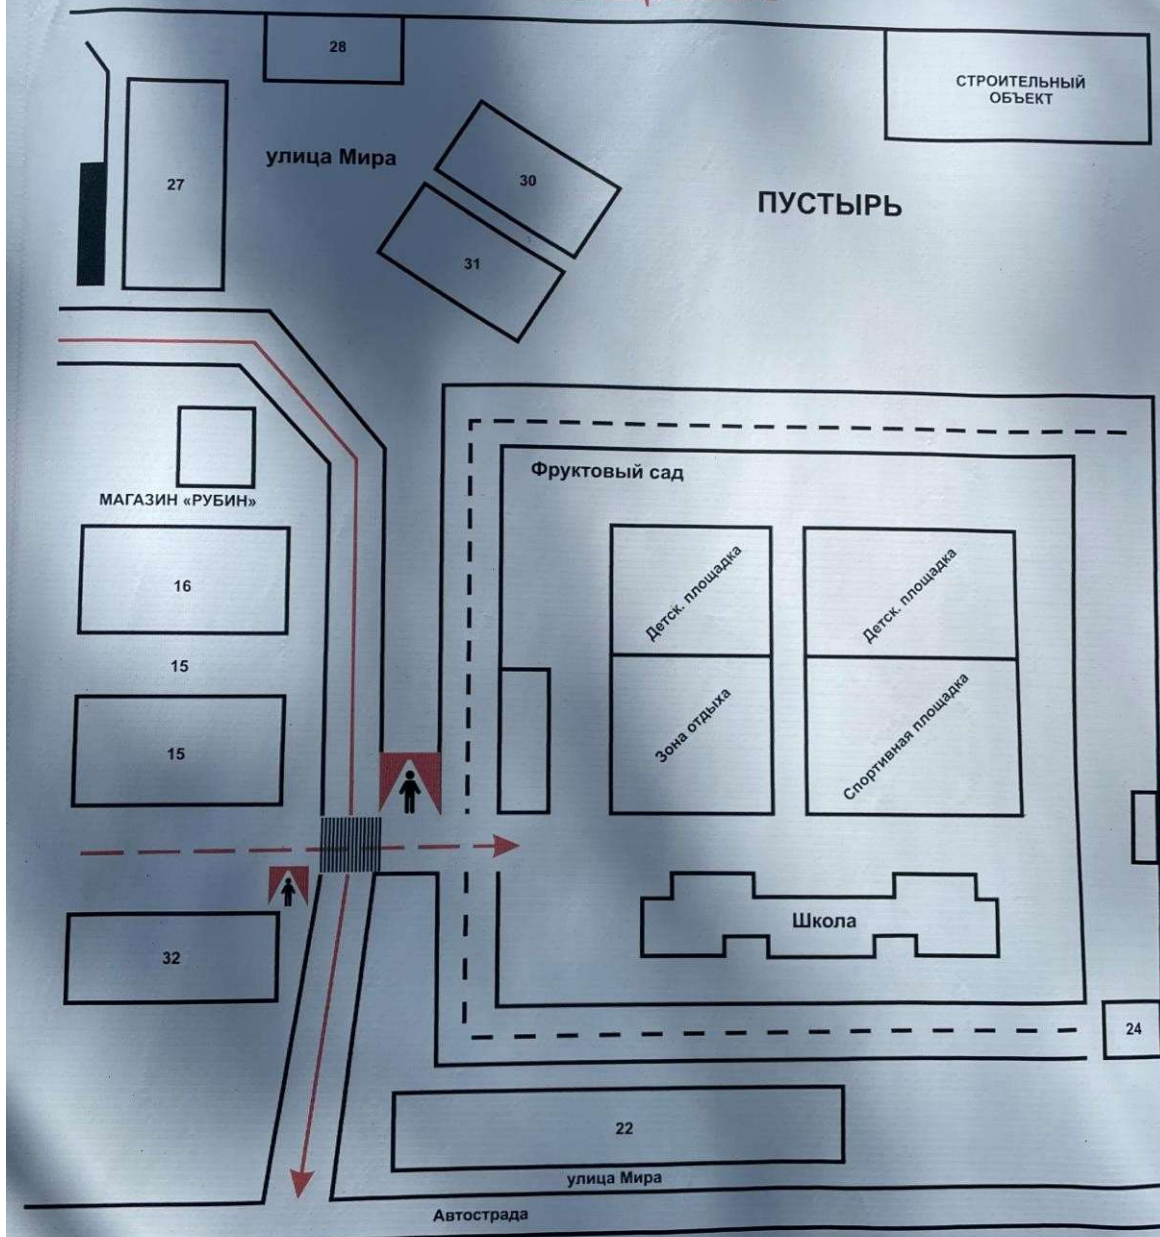 28
СТРОИТЕЛЬНЫЙ
ОБЪЕКТ
улица Мира
27
30
ПУСТЫРЬ
31
Фруктовый сад
МАГАЗИН «РУБИН»
Детск. площадка
Детск. площадка
16
15
Зона отдыха
Спортивная площадка
15
Школа
32
24
22
улица Мира
Автострада